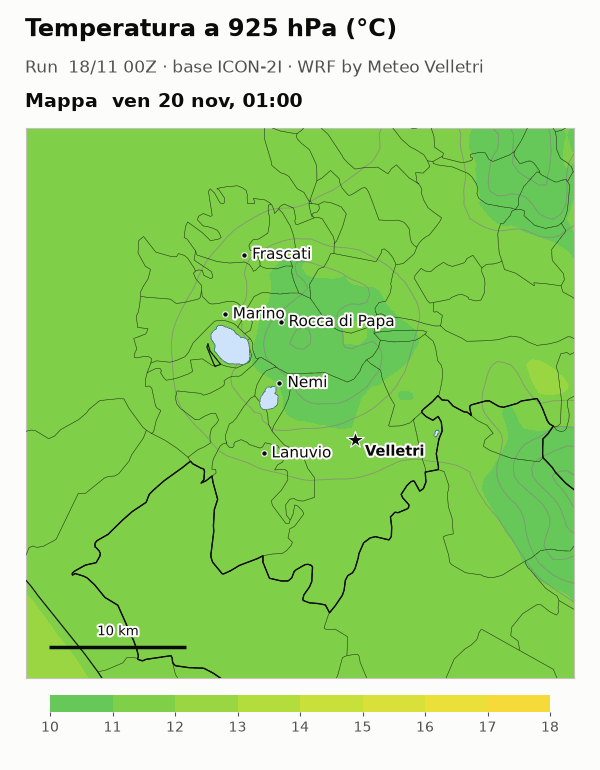 Temperatura a 925 hPa (°C)
Run  18/11 00Z · base ICON-2I · WRF by Meteo Velletri
Mappa  ven 20 nov, 01:00
Frascati
Marino
Rocca di Papa
Nemi
Velletri
Lanuvio
10 km
10 11 12 13 14 15 16 17 18